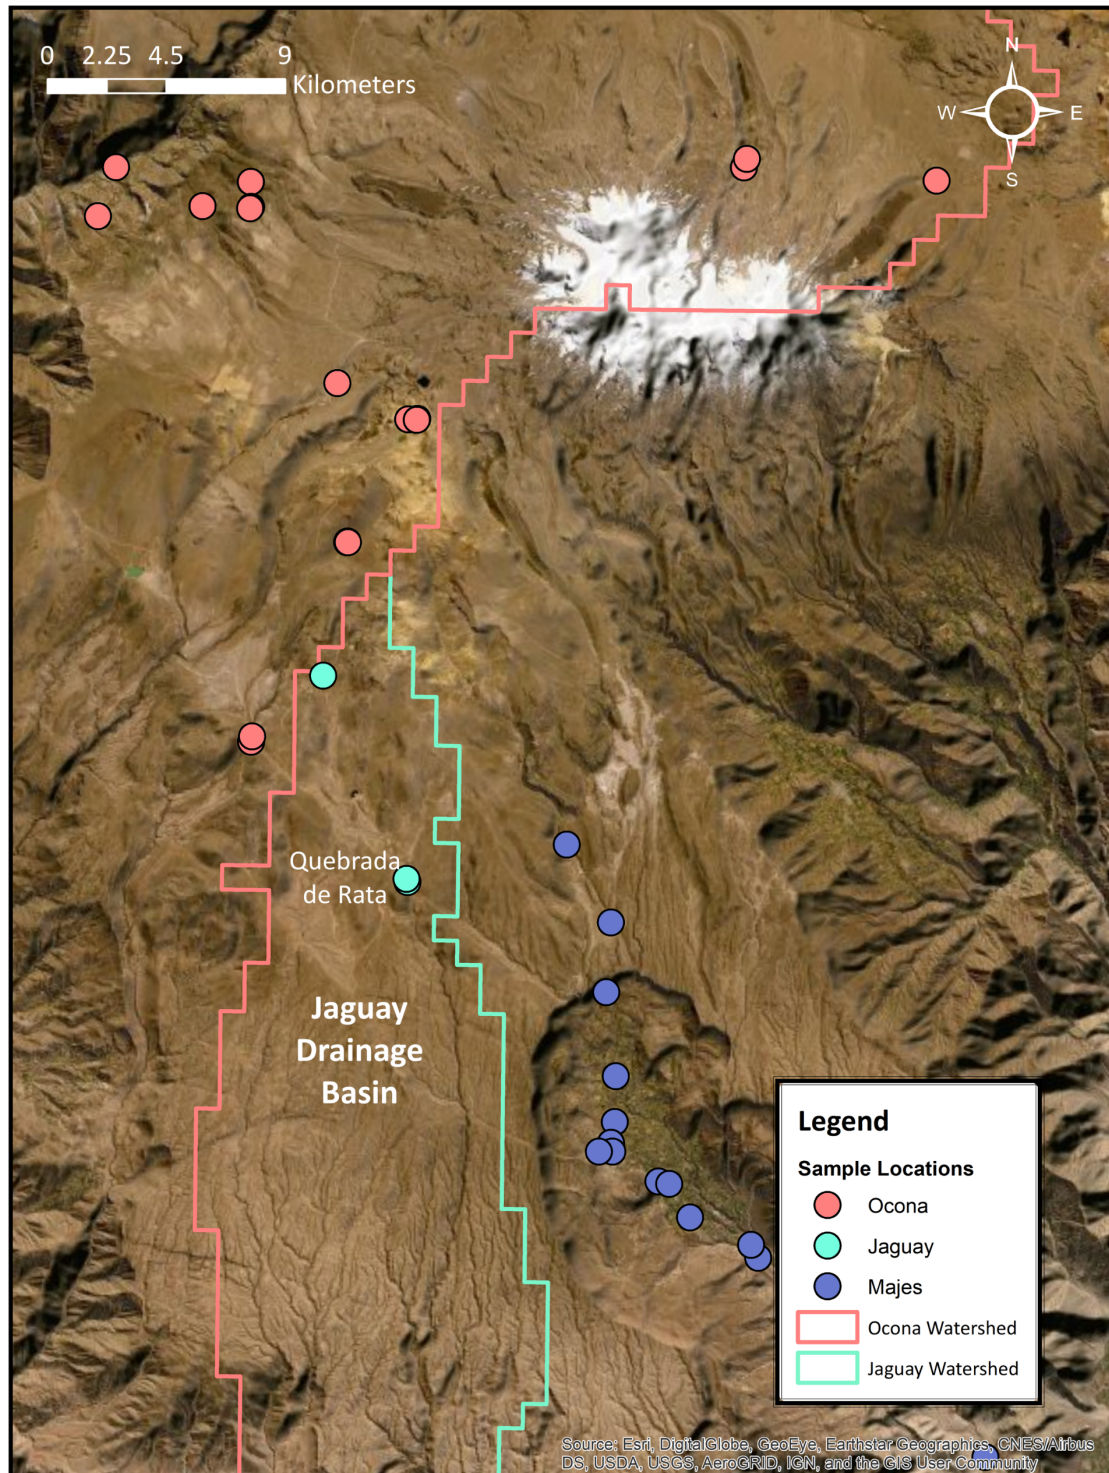 0 2.25 4.5 9
Kilometers
N
W E
S
Quebrada
de Rata
Jaguay
Drainage
Basin
Legend
Sample Locations
Ocona
Jaguay
Majes
Ocona Watershed
Jaguay Watershed
Source: Esri, DigitalGlobe, GeoEye, Earthstar Geographics, CNES/Airbus
DS, USDA, USGS, AeroGRID, IGN, and the GIS User Community